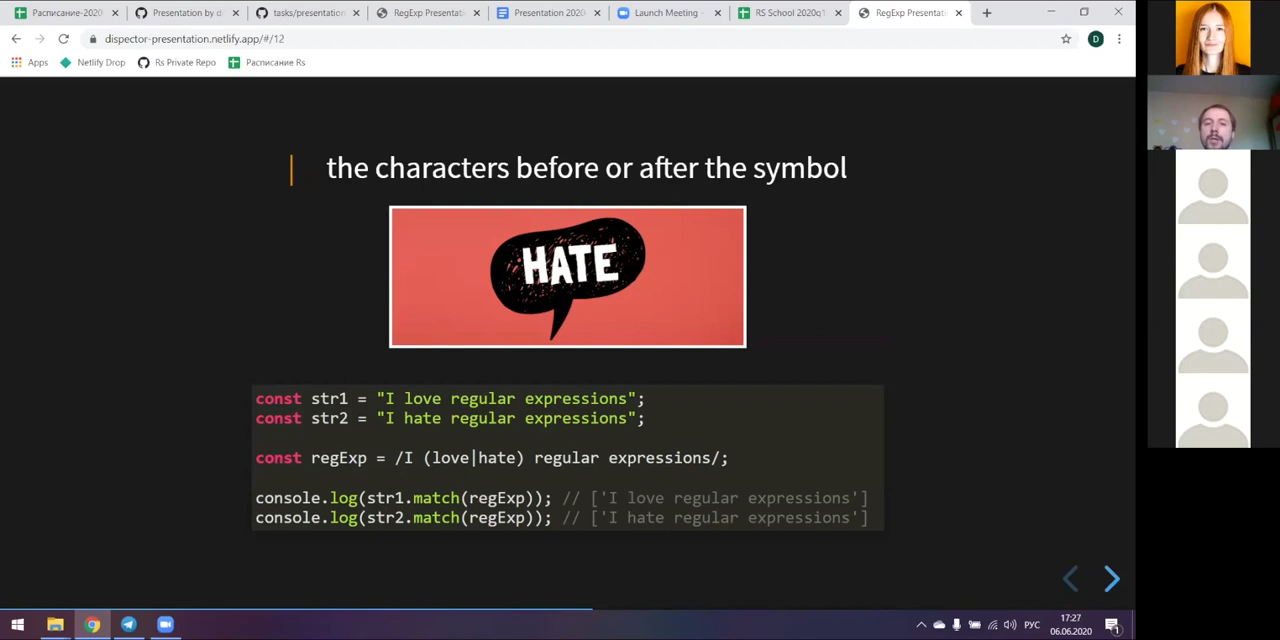 Расписание-2020
Presentation by d
tasks/presentation
RegExp Presenta
Presentation 2020
Launch Meeting -
RS School 2020q1
RegExp Presentati
dispector-presentation.netlify.app/#/12
D
Apps
Netlify Drop
Rs Private Repo
Расписание Rs
| the characters before or after the symbol
HATE
const str1 = "I love regular expressions";
const str2 = "I hate regular expressions";
const regExp = /I (love|hate) regular expressions/;
console.log(str1.match(regExp)); // ['I love regular expressions']
console.log(str2.match(regExp)); // ['I hate regular expressions']
РУС
17:27
06.06.2020
1